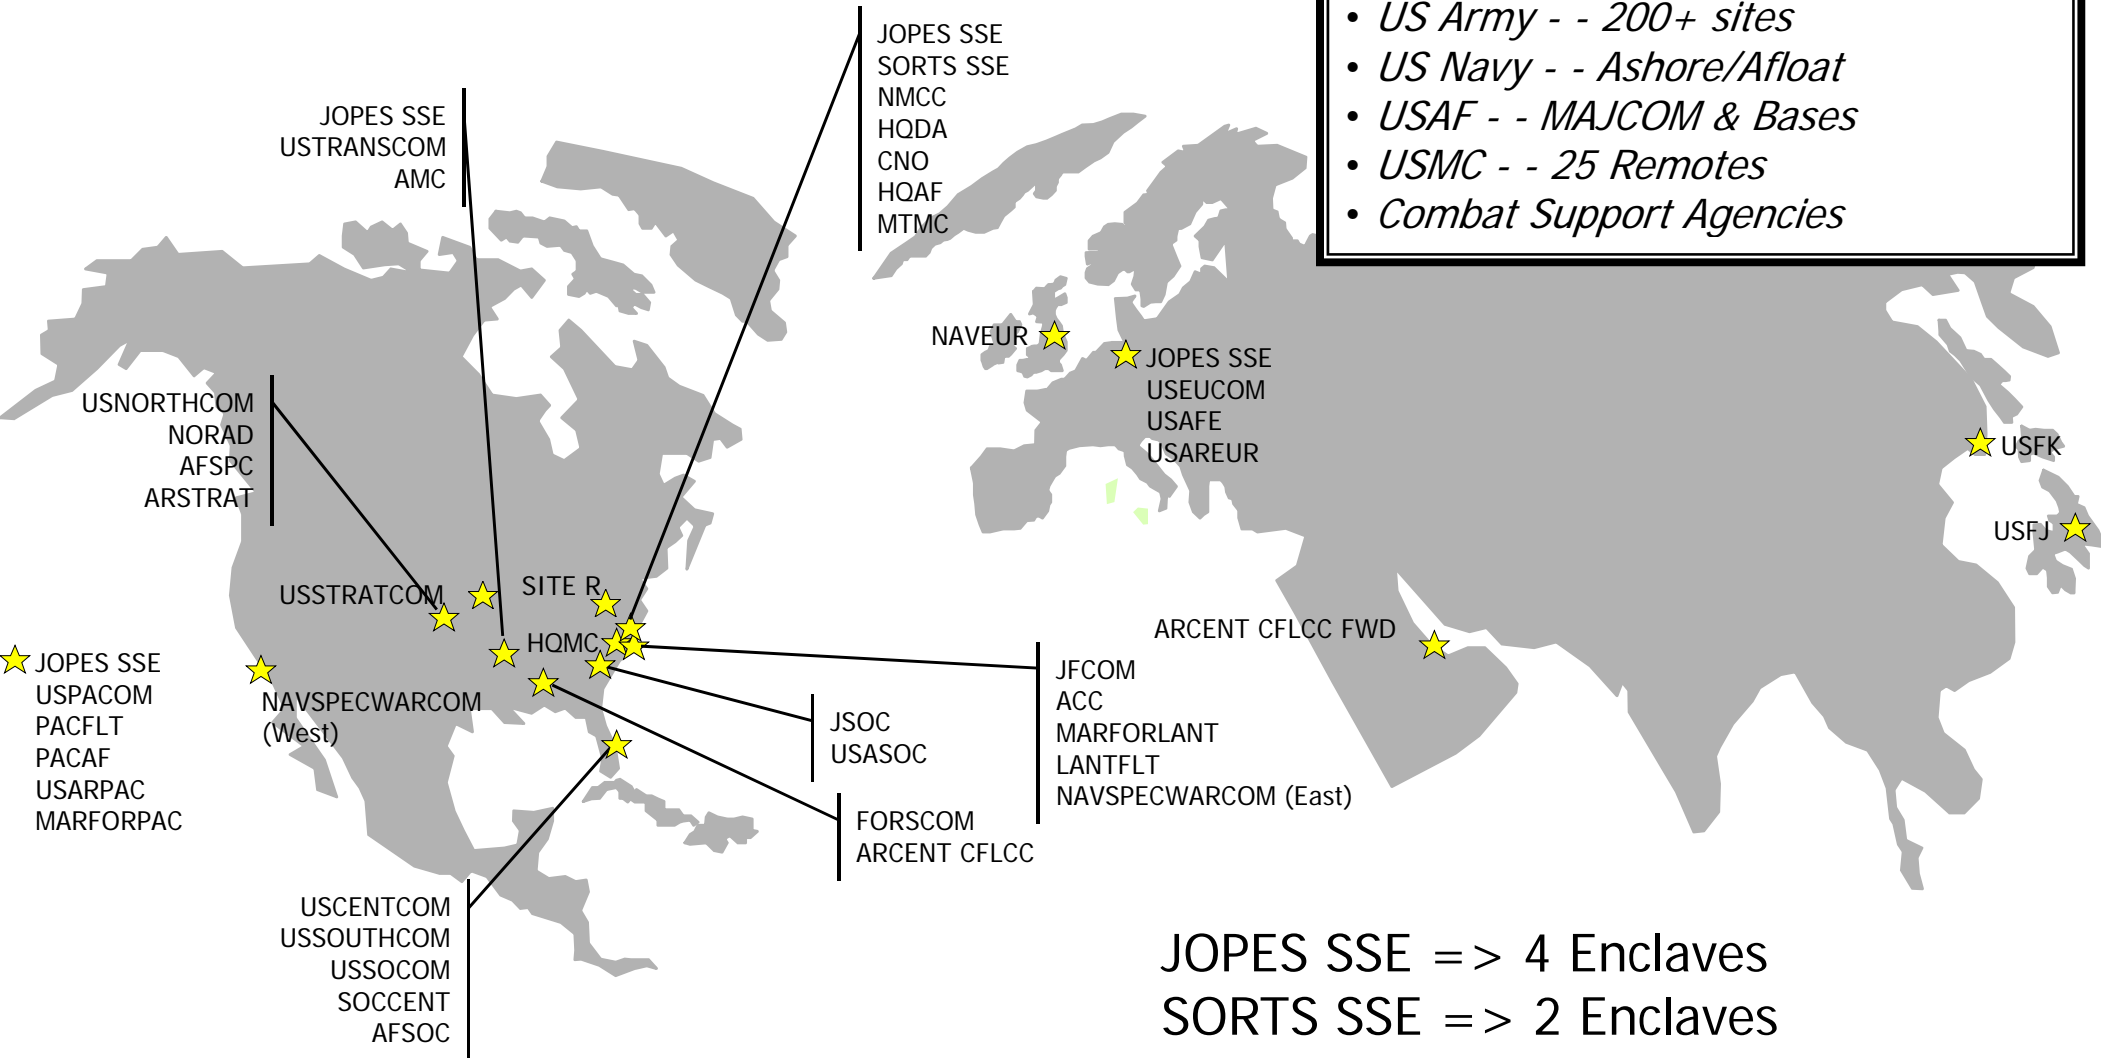 • US Army - - 200+ sites
• US Navy - - Ashore/Afloat
• USAF - - MAJCOM & Bases
• USMC - - 25 Remotes
• Combat Support Agencies
JOPES SSE
SORTS SSE
NMCC
HQDA
CNO
HQAF
MTMC
JOPES SSE
USTRANSCOM
AMC
NAVEUR
JOPES SSE
USEUCOM
USAFE
USAREUR
USNORTHCOM
NORAD
AFSPC
ARSTRAT
USFK
USFJ
USSTRATCOM
SITE R
HQMC
ARCENT CFLCC FWD
JOPES SSE
USPACOM
PACFLT
PACAF
USARPAC
MARFORPAC
NAVSPECWARCOM
(West)
JSOC
USASOC
JFCOM
ACC
MARFORLANT
LANTFLT
NAVSPECWARCOM (East)
FORSCOM
ARCENT CFLCC
USCENTCOM
USSOUTHCOM
USSOCOM
SOCCENT
AFSOC
JOPES SSE => 4 Enclaves
SORTS SSE => 2 Enclaves